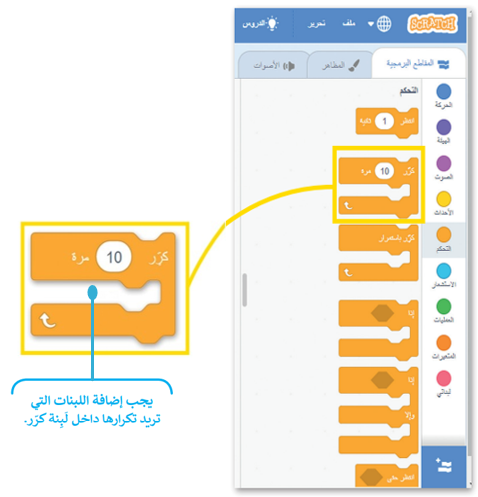 SCRATCH ملف تحرير الدروس
المقاطع البرمجية المظاهر الأصوات
التحكم
الحركة
الهيئة
الصوت
الأحداث
التحكم
الاستشعار
العمليات
المتغيرات
لبناتي
انتظر 1 ثانية
كرّر 10 مرة
كرّر باستمرار
إذا
إذا
وإلا
انتظر حتى
كرّر 10 مرة
يجب إضافة اللبنات التي
تريد تكرارها داخل لَبِنة كرّر.